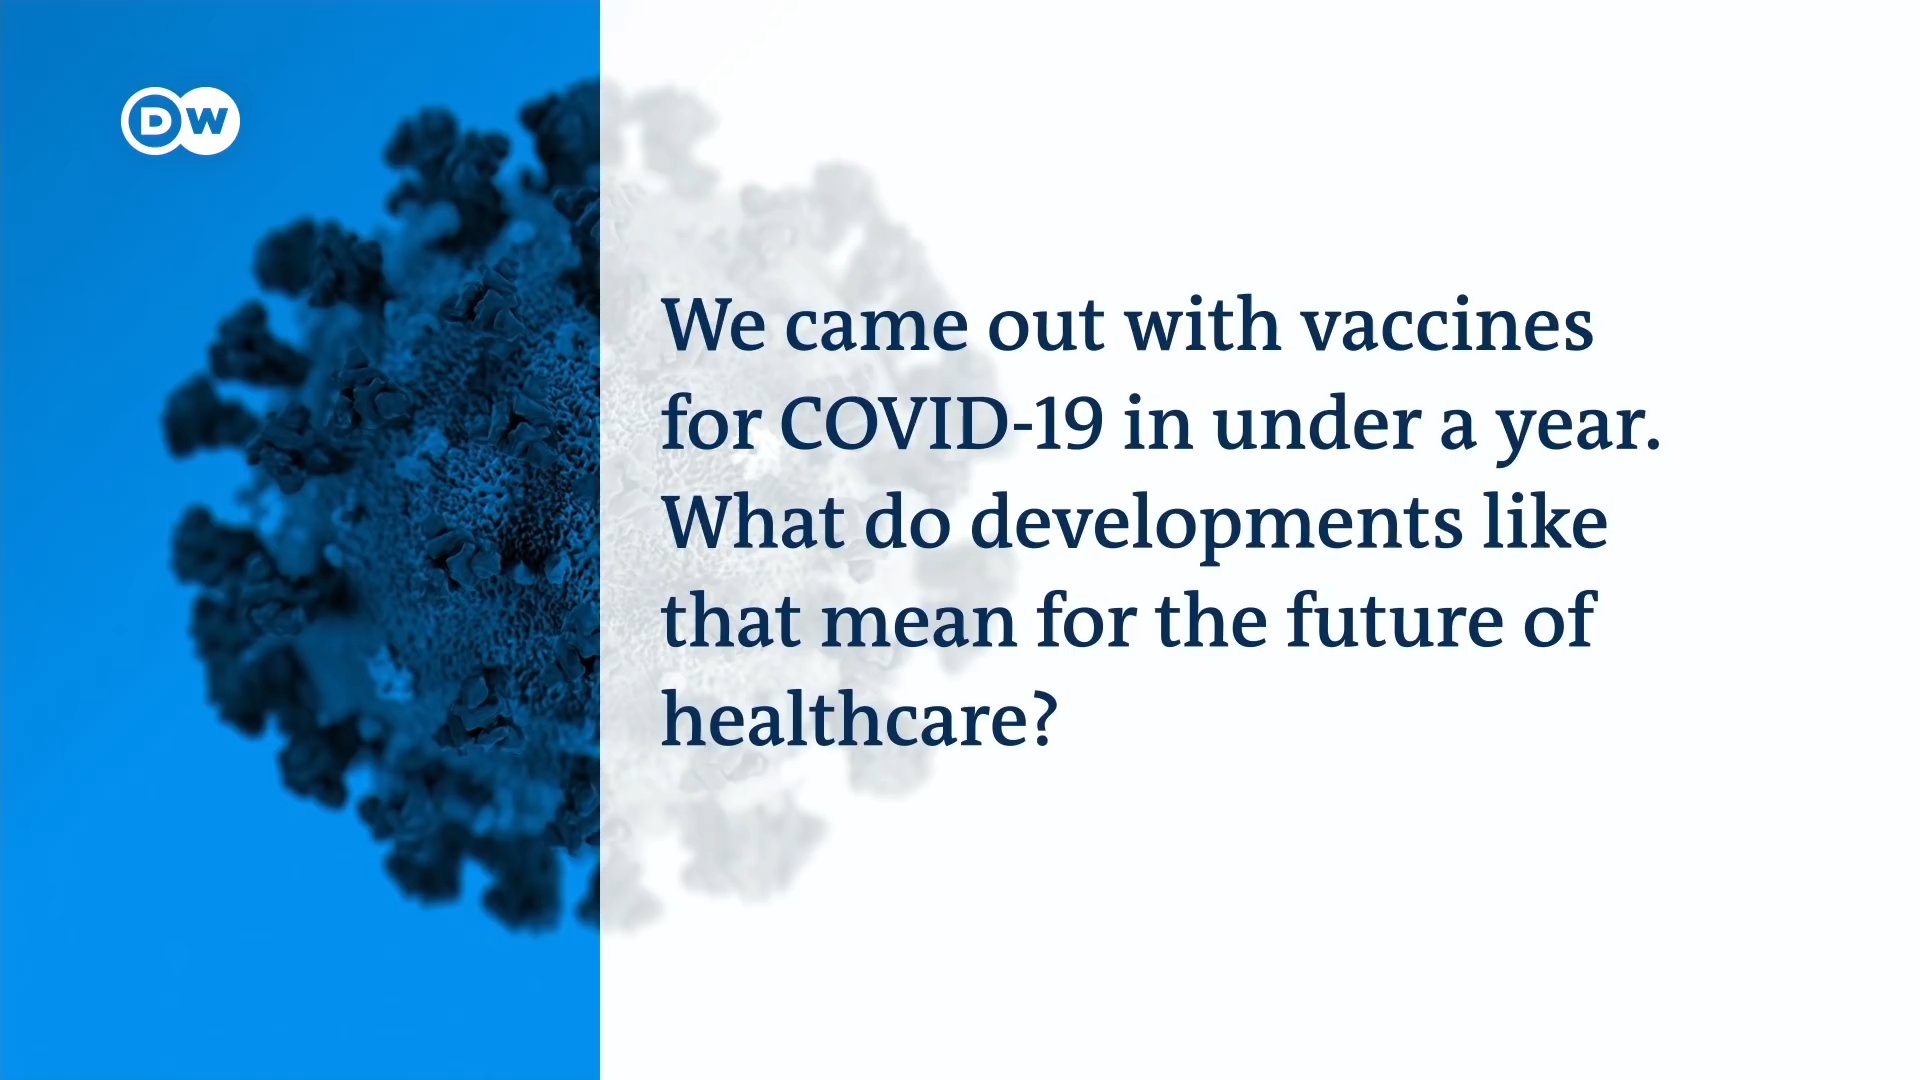 DW
We came out with vaccines
for COVID-19 in under a year.
What do developments like
that mean for the future of
healthcare?